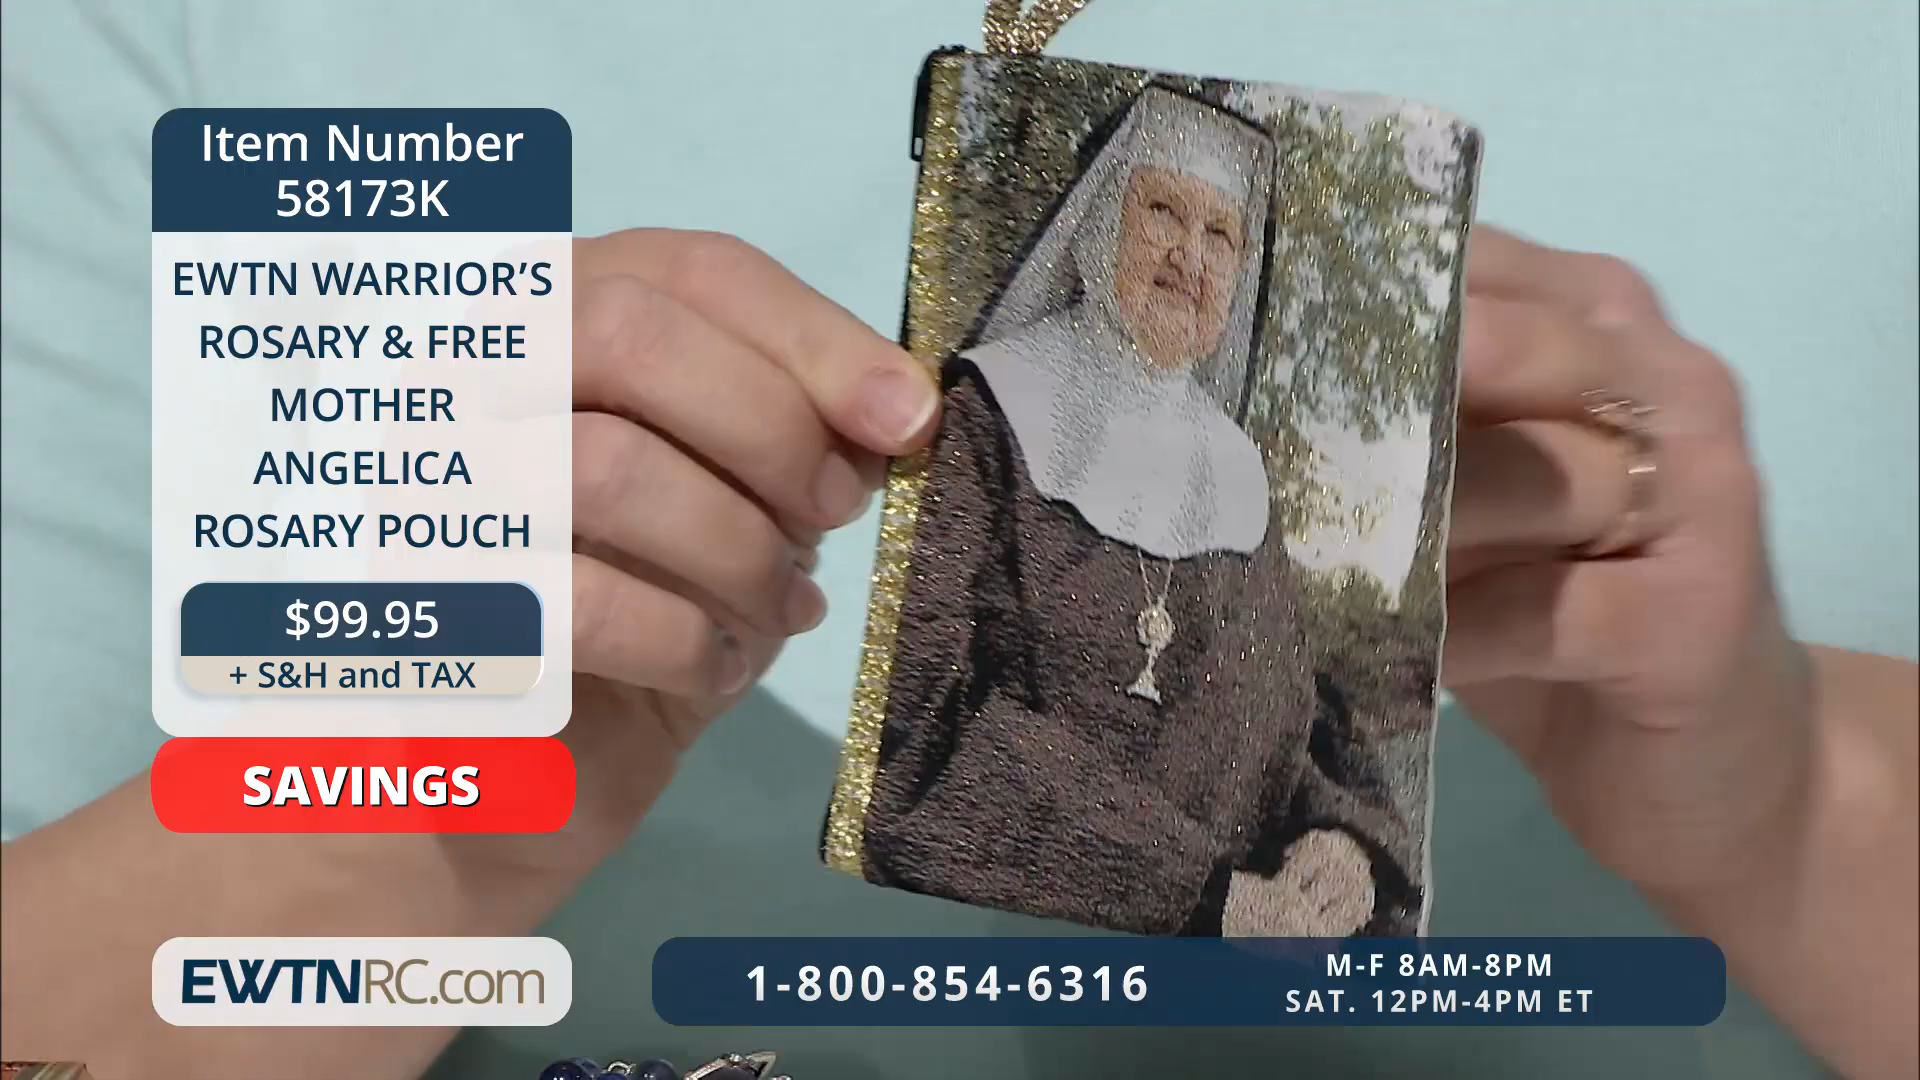 Item Number
58173K
EWTN WARRIOR’S
ROSARY & FREE
MOTHER
ANGELICA
ROSARY POUCH
$99.95
+ S&H and TAX
SAVINGS
EWTNRC.com
1-800-854-6316
M-F 8AM-8PM
SAT. 12PM-4PM ET